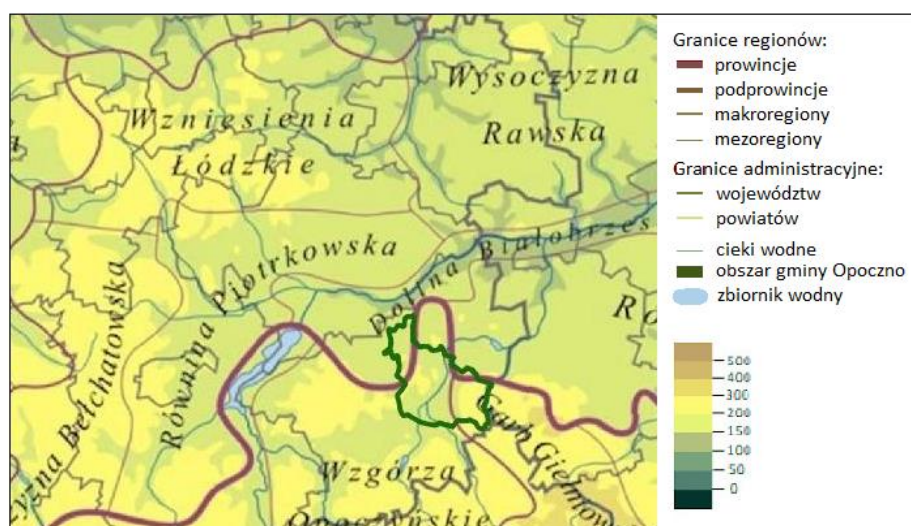 Wysoczyzna
Rawska
Wzniesienia
Łódzkie
Równina Piotrkowska
Dolina Białobrzes
zyzna Bełchatowska
Wzgórza
Opoczyńskie
Garb Gielniow
Ro
a
Granice regionów:
prowincje
podprowincje
makroregiony
mezoregiony
Granice administracyjne:
województw
powiatów
cieki wodne
obszar gminy Opoczno
zbiornik wodny
500
400
300
200
150
100
50
0